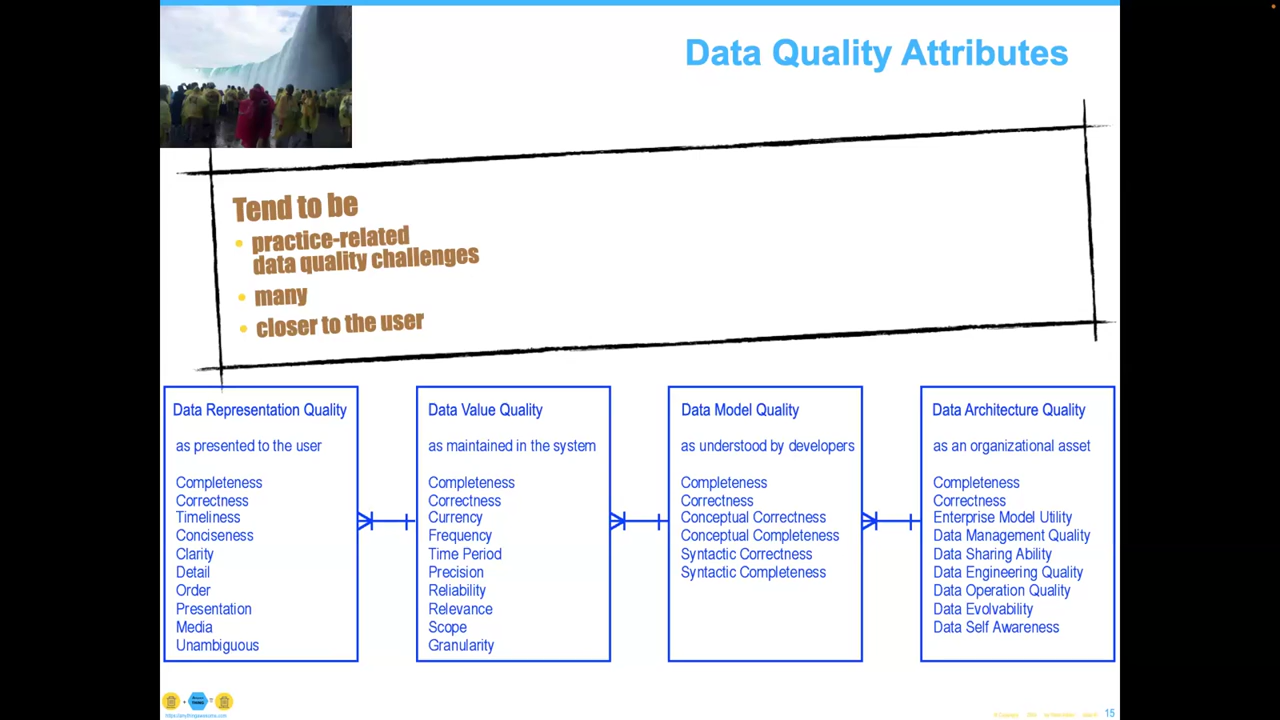 Data Quality Attributes
Tend to be
• practice-related
data quality challenges
• many
• closer to the user
Data Representation Quality
as presented to the user
Completeness
Correctness
Timeliness
Conciseness
Clarity
Detail
Order
Presentation
Media
Unambiguous
Data Value Quality
as maintained in the system
Completeness
Correctness
Currency
Frequency
Time Period
Precision
Reliability
Relevance
Scope
Granularity
Data Model Quality
as understood by developers
Completeness
Correctness
Conceptual Correctness
Conceptual Completeness
Syntactic Correctness
Syntactic Completeness
Data Architecture Quality
as an organizational asset
Completeness
Correctness
Enterprise Model Utility
Data Management Quality
Data Sharing Ability
Data Engineering Quality
Data Operation Quality
Data Evolvability
Data Self Awareness
https://anythingawesome.com
15